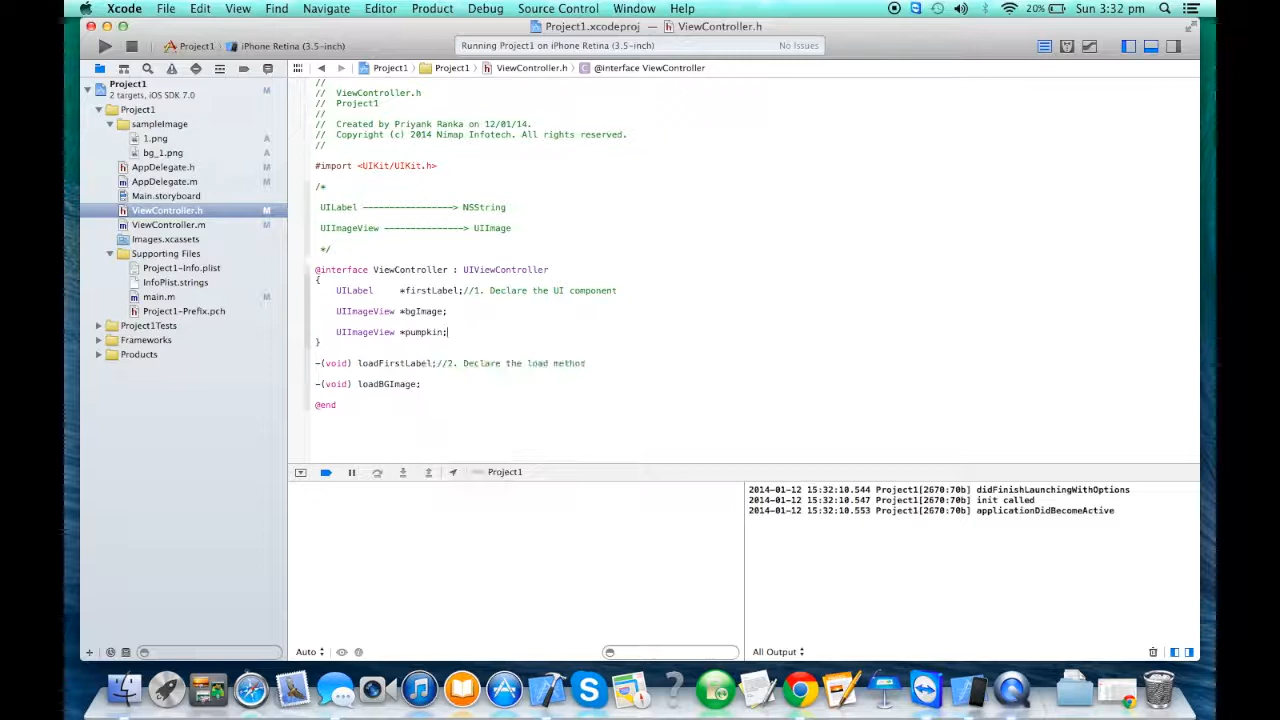 Xcode File Edit View Find Navigate Editor Product Debug Source Control Window Help 20% Sun 3:32 pm
Project1.xcodeproj — ViewController.h
Project1 iPhone Retina (3.5-inch) Running Project1 on iPhone Retina (3.5-inch) No Issues
Project1 Project1 ViewController.h @interface ViewController
Project1 M
2 targets, iOS SDK 7.0
Project1
sampleImage
1.png A
bg_1.png A
AppDelegate.h M
AppDelegate.m M
Main.storyboard
ViewController.h M
ViewController.m M
Images.xcassets
Supporting Files
Project1-Info.plist
InfoPlist.strings
main.m M
Project1-Prefix.pch
Project1Tests
Frameworks
Products
//
// ViewController.h
// Project1
//
// Created by Priyank Ranka on 12/01/14.
// Copyright (c) 2014 Nimap Infotech. All rights reserved.
//
#import <UIKit/UIKit.h>
/*
UILabel -----------------> NSString
UIImageView ---------------> UIImage
*/
@interface ViewController : UIViewController
{
UILabel *firstLabel;//1. Declare the UI component
UIImageView *bgImage;
UIImageView *pumpkin;
}
-(void) loadFirstLabel;//2. Declare the load method
-(void) loadBGImage;
@end
Project1
2014-01-12 15:32:10.544 Project1[2670:70b] didFinishLaunchingWithOptions
2014-01-12 15:32:10.547 Project1[2670:70b] init called
2014-01-12 15:32:10.553 Project1[2670:70b] applicationDidBecomeActive
Auto All Output